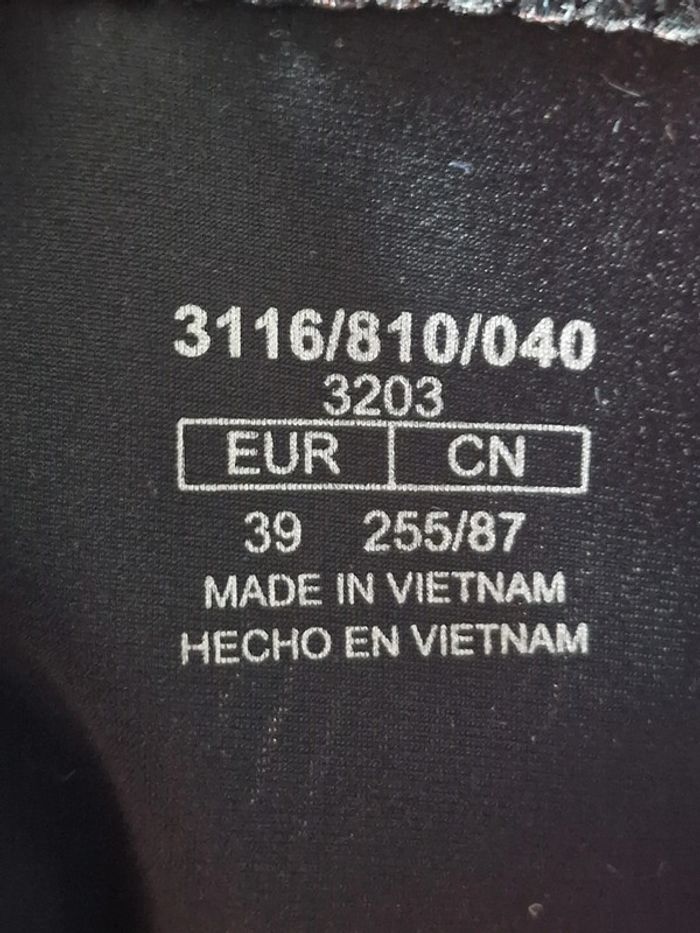 3116/810/040
3203
EUR CN
39 255/87
MADE IN VIETNAM
HECHO EN VIETNAM